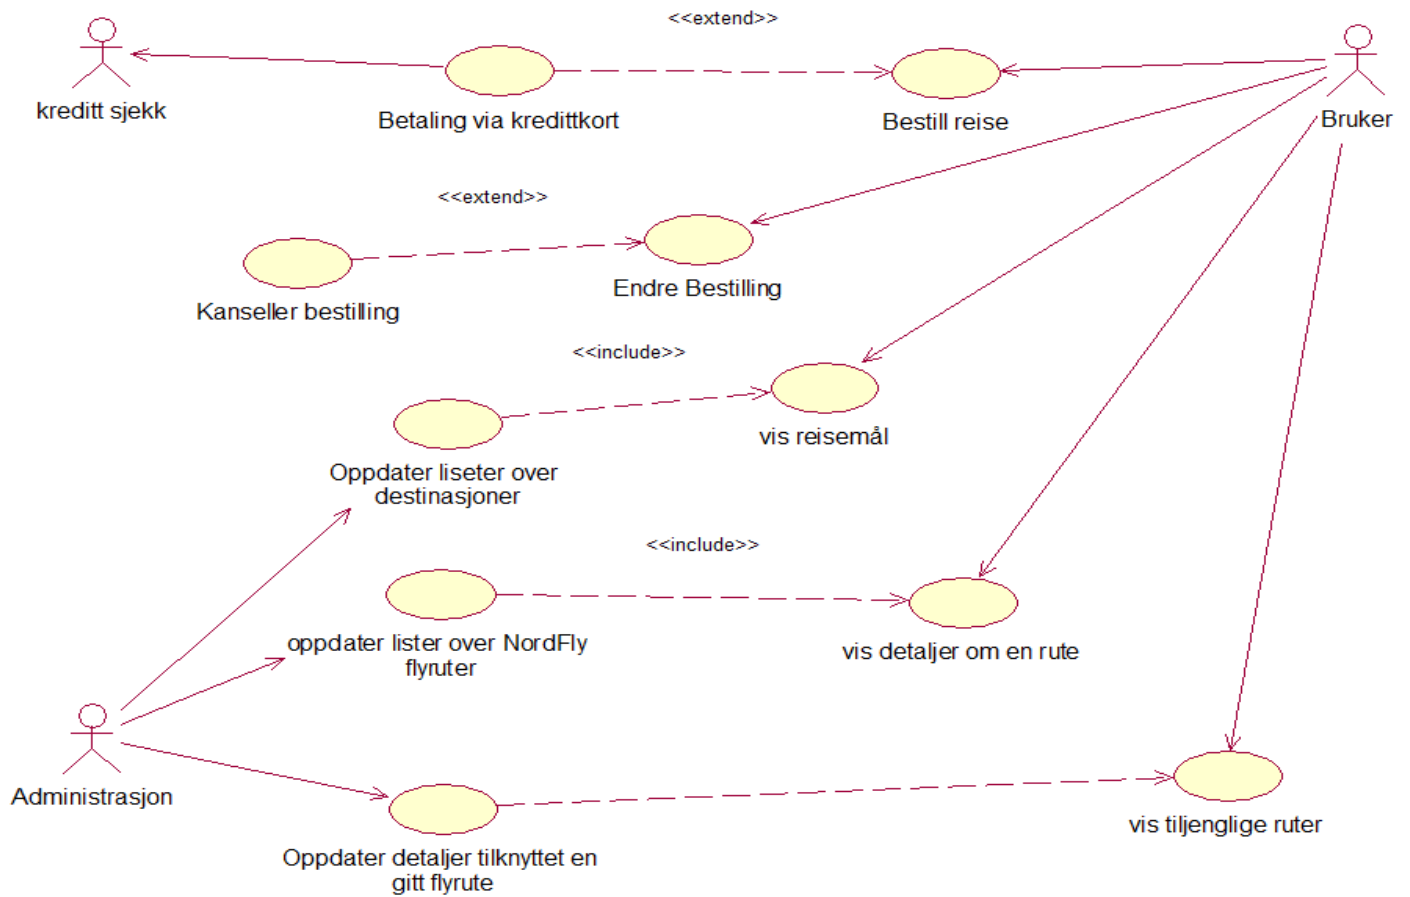 <<extend>>
kreditt sjekk
Betaling via kredittkort
Bestill reise
Bruker
<<extend>>
Kanseller bestilling
Endre Bestilling
<<include>>
vis reisemål
Oppdater liseter over
destinasjoner
<<include>>
oppdater lister over NordFly
flyruter
vis detaljer om en rute
Administrasjon
Oppdater detaljer tilknyttet en
gitt flyrute
vis tiljenglige ruter